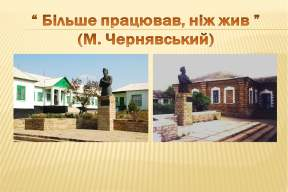 “ Більше працював, ніж жив ”
(М. Чернявський)